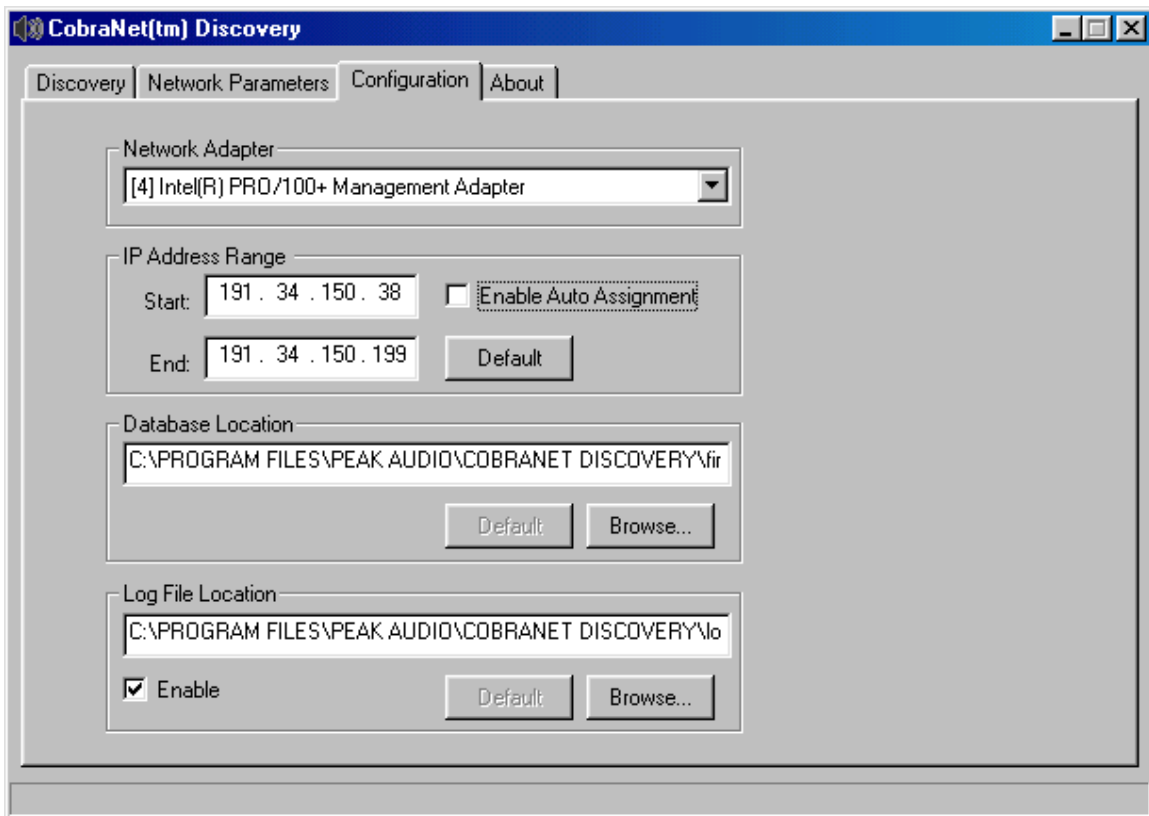 CobraNet(tm) Discovery
Discovery Network Parameters Configuration About
Network Adapter
[4] Intel(R) PRO/100+ Management Adapter
IP Address Range
Start: 191 . 34 . 150 . 38 Enable Auto Assignment
End: 191 . 34 . 150 . 199 Default
Database Location
C:\PROGRAM FILES\PEAK AUDIO\COBRANET DISCOVERY\fir
Default Browse...
Log File Location
C:\PROGRAM FILES\PEAK AUDIO\COBRANET DISCOVERY\lo
Enable Default Browse...